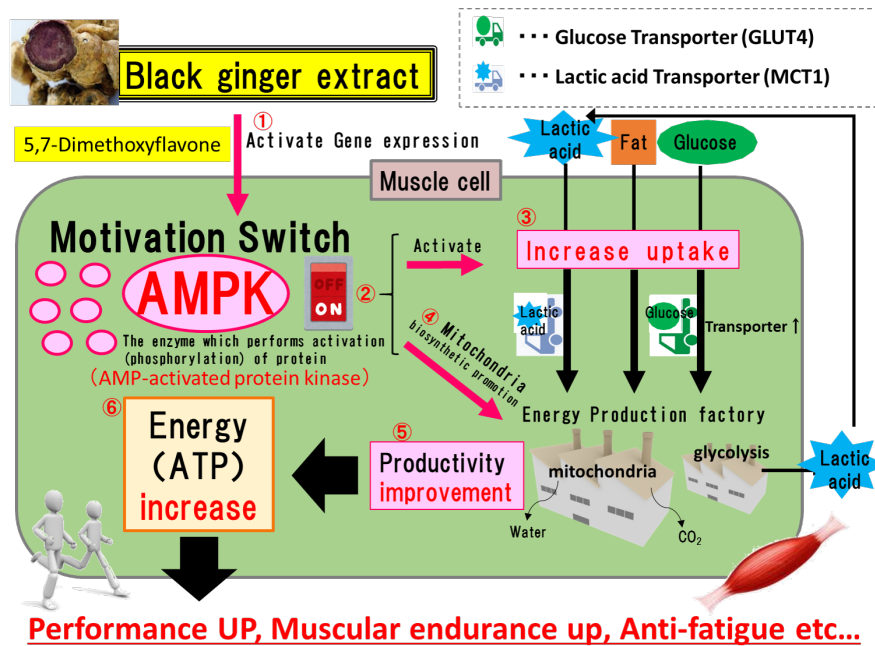 Black ginger extract
・・・ Glucose Transporter (GLUT4)
・・・ Lactic acid Transporter (MCT1)
5,7-Dimethoxyflavone
①
Activate Gene expression
Lactic
acid
Fat
Glucose
Muscle cell
Motivation Switch
AMPK
OFF
ON
②
Activate
③
Increase uptake
The enzyme which performs activation
(phosphorylation) of protein
(AMP-activated protein kinase)
④ Mitochondria
biosynthetic promotion
Lactic
acid
Glucose
Transporter ↑
Energy Production factory
mitochondria
glycolysis
Lactic
acid
Water
CO₂
⑤
Productivity
improvement
⑥
Energy
(ATP)
increase
Performance UP, Muscular endurance up, Anti-fatigue etc…